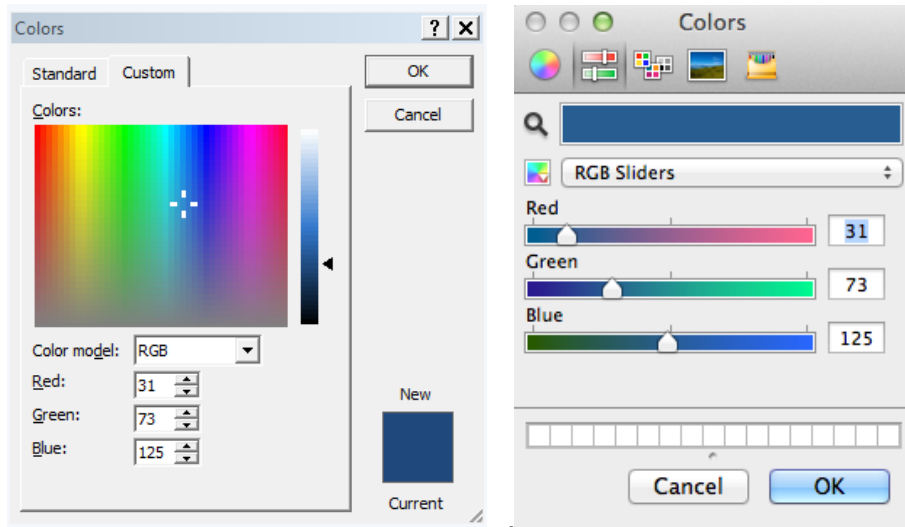 Colors
?
X
Standard
Custom
OK
Cancel
Colors:
Color model:
RGB
Red:
31
Green:
73
Blue:
125
New
Current
Colors
RGB Sliders
Red
31
Green
73
Blue
125
Cancel
OK